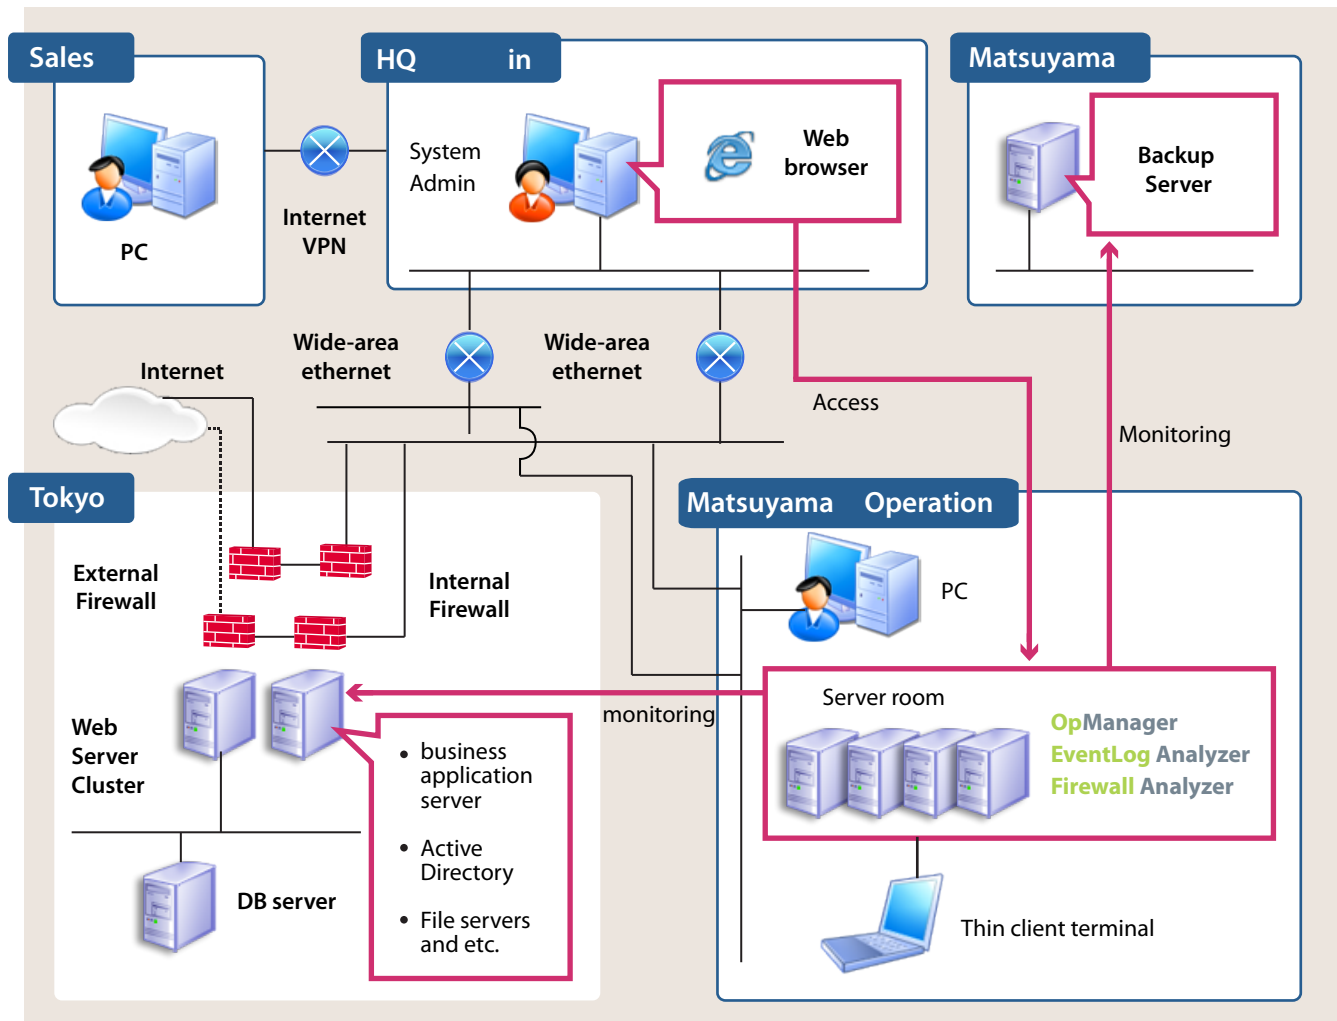 Sales
HQ in
Matsuyama
PC
Internet
VPN
System
Admin
Web
browser
Backup
Server
Wide-area
ethernet
Wide-area
ethernet
Internet
Access
Monitoring
Tokyo
External
Firewall
Internal
Firewall
Web
Server
Cluster
DB server
• business
application
server
• Active
Directory
• File servers
and etc.
monitoring
Matsuyama Operation
PC
Server room
OpManager
EventLog Analyzer
Firewall Analyzer
Thin client terminal